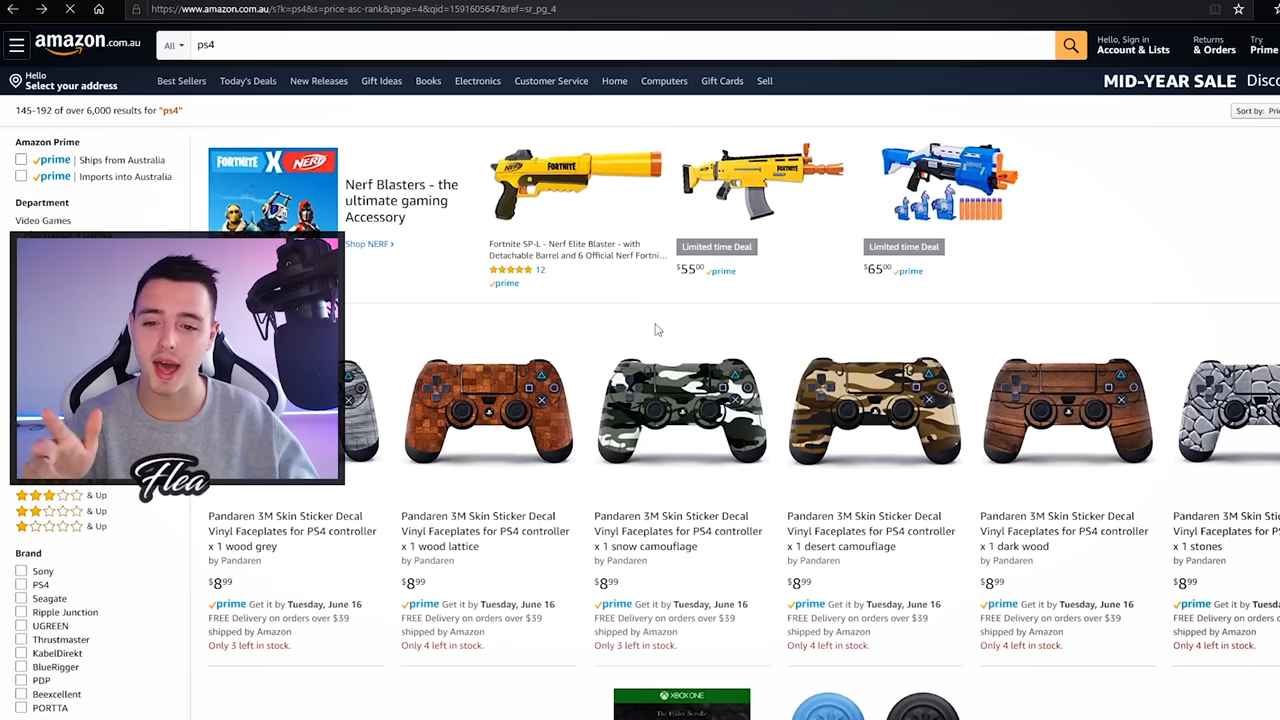 https://www.amazon.com.au/s?k=ps4&s=price-asc-rank&page=4&qid=1591605647&ref=sr_pg_4
amazon.com.au
All
ps4
Hello, Sign in
Account & Lists
Returns
& Orders
Try
Prime
Hello
Select your address
Best Sellers Today's Deals New Releases Gift Ideas Books Electronics Customer Service Home Computers Gift Cards Sell
MID-YEAR SALE
145-192 of over 6,000 results for "ps4"
Sort by:
Amazon Prime
prime | Ships from Australia
prime | Imports into Australia
Department
Video Games
FORTNITE X NERF
Nerf Blasters - the
ultimate gaming
Accessory
Shop NERF ›
NERF FORTNITE
FORTNITE
Fortnite SP-L - Nerf Elite Blaster - with
Detachable Barrel and 6 Official Nerf Fortni...
12
prime
Limited time Deal
$55.00 prime
Limited time Deal
$65.00 prime
Flea
& Up
& Up
& Up
Brand
Sony
PS4
Seagate
Ripple Junction
UGREEN
Thrustmaster
KabelDirekt
BlueRigger
PDP
Beexcellent
PORTTA
Pandaren 3M Skin Sticker Decal
Vinyl Faceplates for PS4 controller
x 1 wood grey
by Pandaren
$8.99
prime Get it by Tuesday, June 16
FREE Delivery on orders over $39
shipped by Amazon
Only 3 left in stock.
Pandaren 3M Skin Sticker Decal
Vinyl Faceplates for PS4 controller
x 1 wood lattice
by Pandaren
$8.99
prime Get it by Tuesday, June 16
FREE Delivery on orders over $39
shipped by Amazon
Only 4 left in stock.
Pandaren 3M Skin Sticker Decal
Vinyl Faceplates for PS4 controller
x 1 snow camouflage
by Pandaren
$8.99
prime Get it by Tuesday, June 16
FREE Delivery on orders over $39
shipped by Amazon
Only 3 left in stock.
Pandaren 3M Skin Sticker Decal
Vinyl Faceplates for PS4 controller
x 1 desert camouflage
by Pandaren
$8.99
prime Get it by Tuesday, June 16
FREE Delivery on orders over $39
shipped by Amazon
Only 4 left in stock.
Pandaren 3M Skin Sticker Decal
Vinyl Faceplates for PS4 controller
x 1 dark wood
by Pandaren
$8.99
prime Get it by Tuesday, June 16
FREE Delivery on orders over $39
shipped by Amazon
Only 4 left in stock.
Pandaren 3M Skin
Vinyl Faceplates
x 1 stones
by Pandaren
$8.99
prime Get it by
FREE Delivery on
shipped by Amazon
Only 4 left in stock.
XBOX ONE
The Elder Scrolls